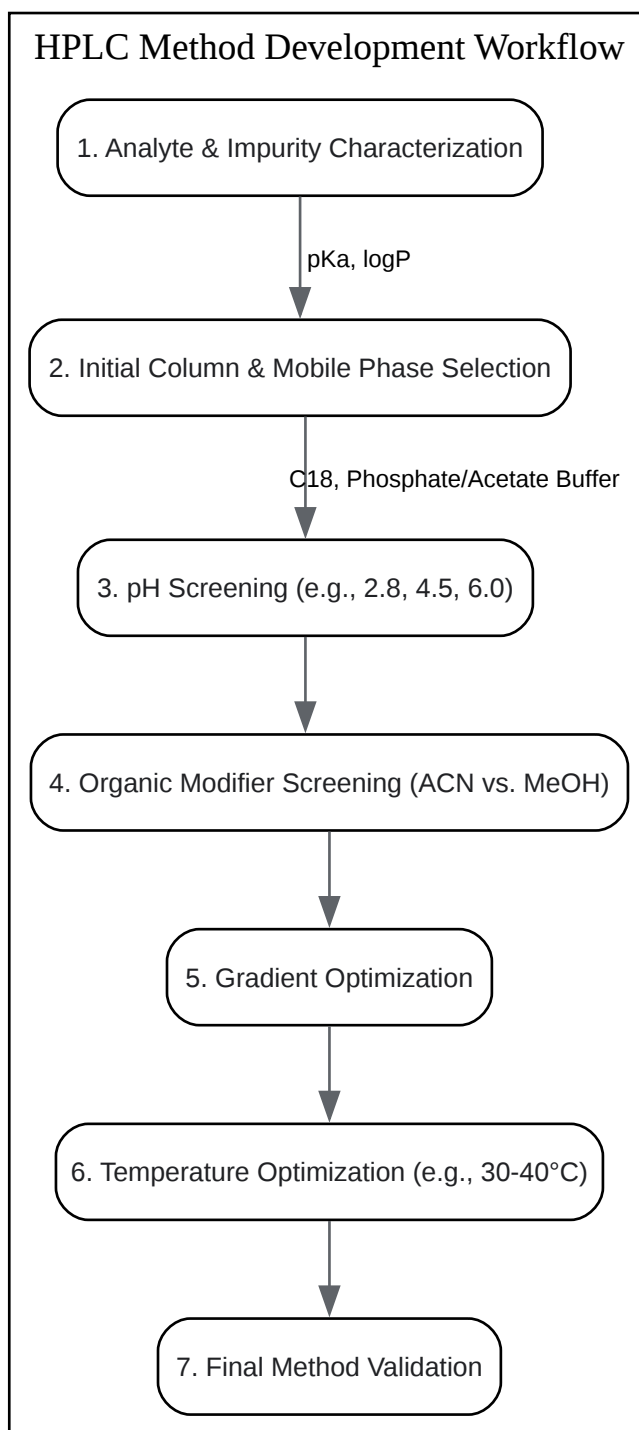 HPLC Method Development Workflow
1. Analyte & Impurity Characterization
pKa, logP
2. Initial Column & Mobile Phase Selection
C18, Phosphate/Acetate Buffer
3. pH Screening (e.g., 2.8, 4.5, 6.0)
4. Organic Modifier Screening (ACN vs. MeOH)
5. Gradient Optimization
6. Temperature Optimization (e.g., 30-40°C)
7. Final Method Validation